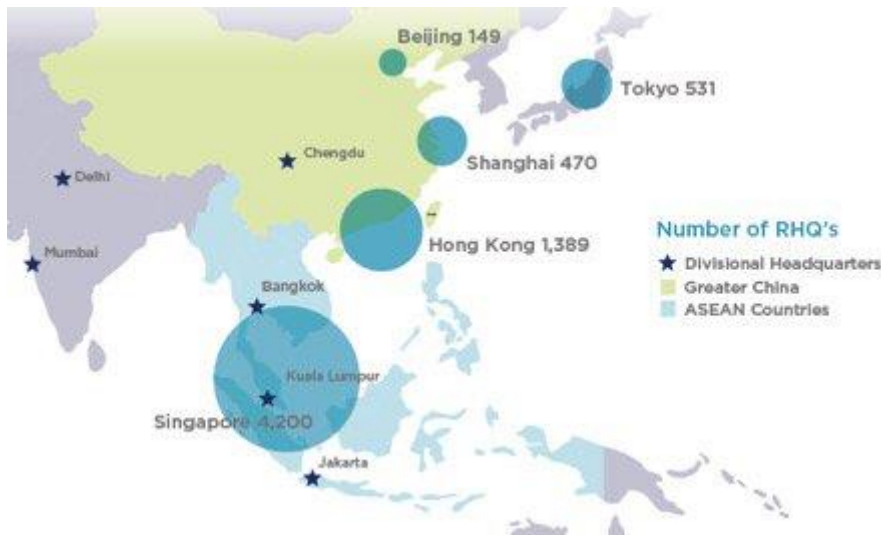 Beijing 149
Tokyo 531
Chengdu
Shanghai 470
Delhi
Number of RHQ's
Hong Kong 1,389
Mumbai
Divisional Headquarters
Bangkok
Greater China
ASEAN Countries
Kuala Lumpur
Singapore 4,200
Jakarta